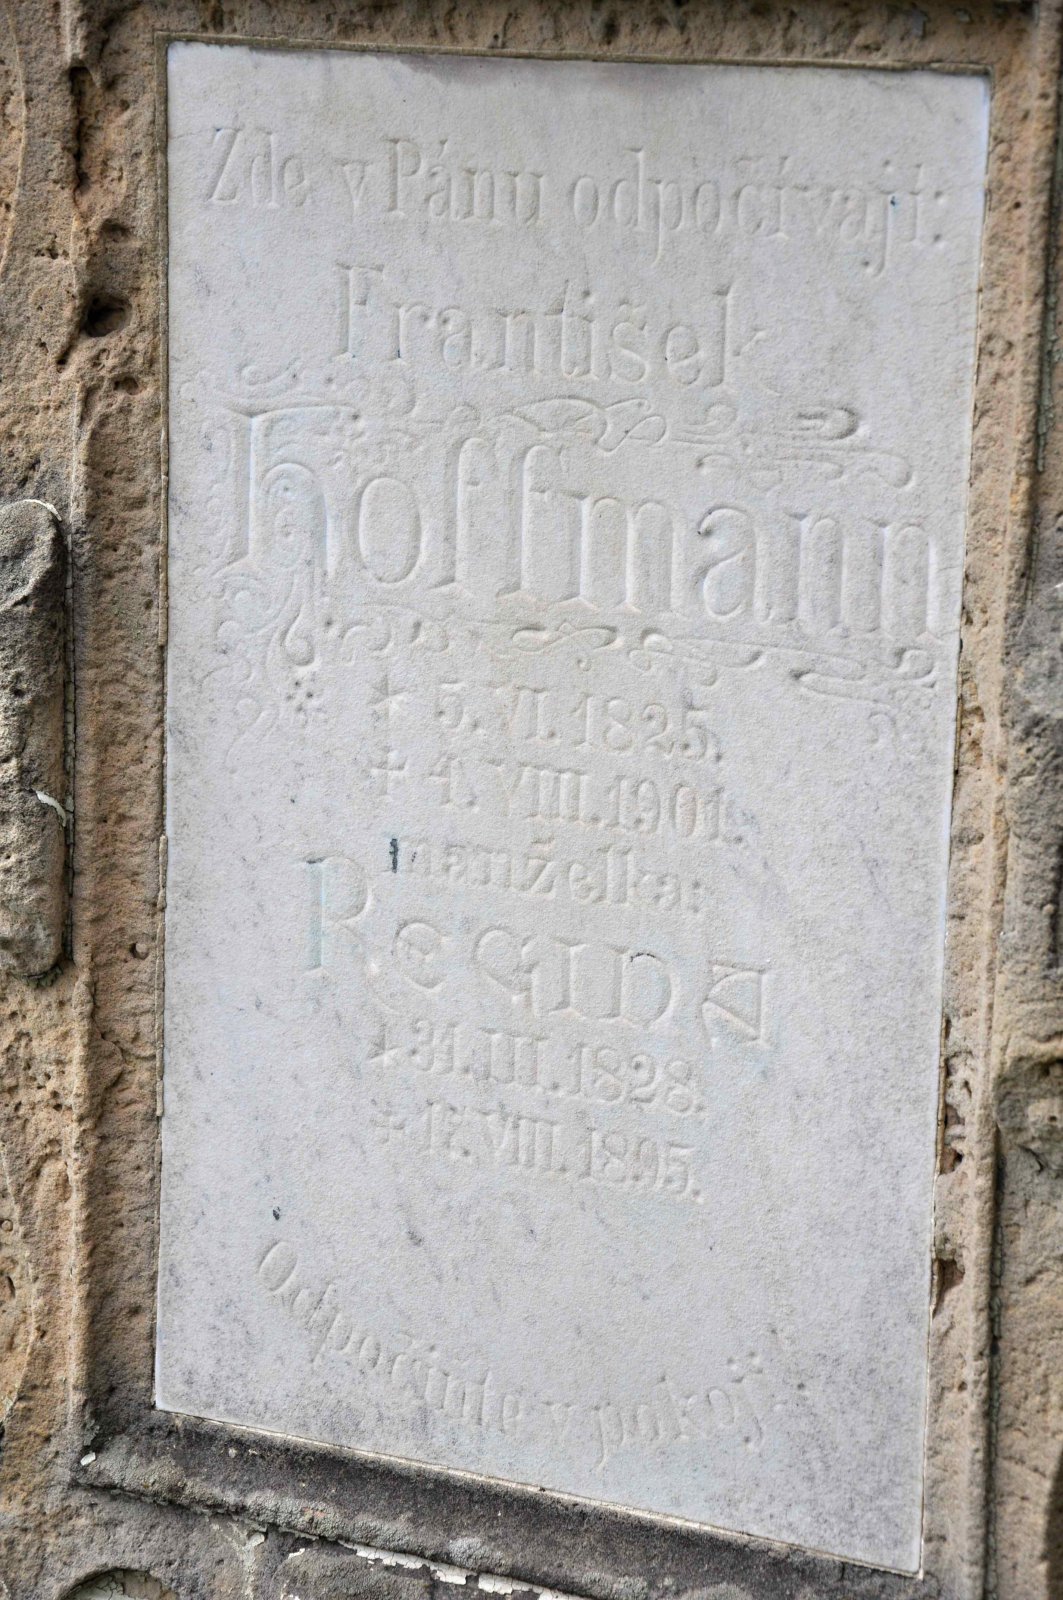 Zde v Pánu odpočívají:
František
Hoffmann
* 5. VI. 1825.
+ 4. VIII. 1901.
manželka:
REGINA
* 31. III. 1828.
+ 17. VIII. 1895.
Odpočiňte v pokoji